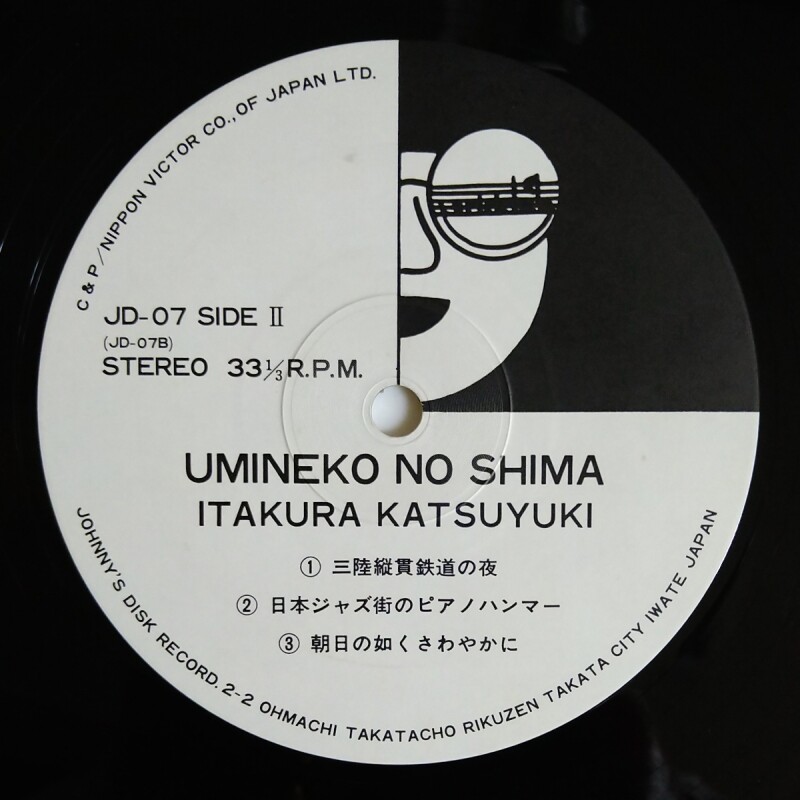 C & P/NIPPON VICTOR CO., OF JAPAN LTD.
JD-07 SIDE II
(JD-07B)
STEREO 33 1/3 R.P.M.
UMINEKO NO SHIMA
ITAKURA KATSUYUKI
① 三陸縦貫鉄道の夜
② 日本ジャズ街のピアノハンマー
③ 朝日の如くさわやかに
JOHNNY'S DISK RECORD. 2-2 OHMACHI TAKATACHO RIKUZEN TAKATA CITY IWATE JAPAN